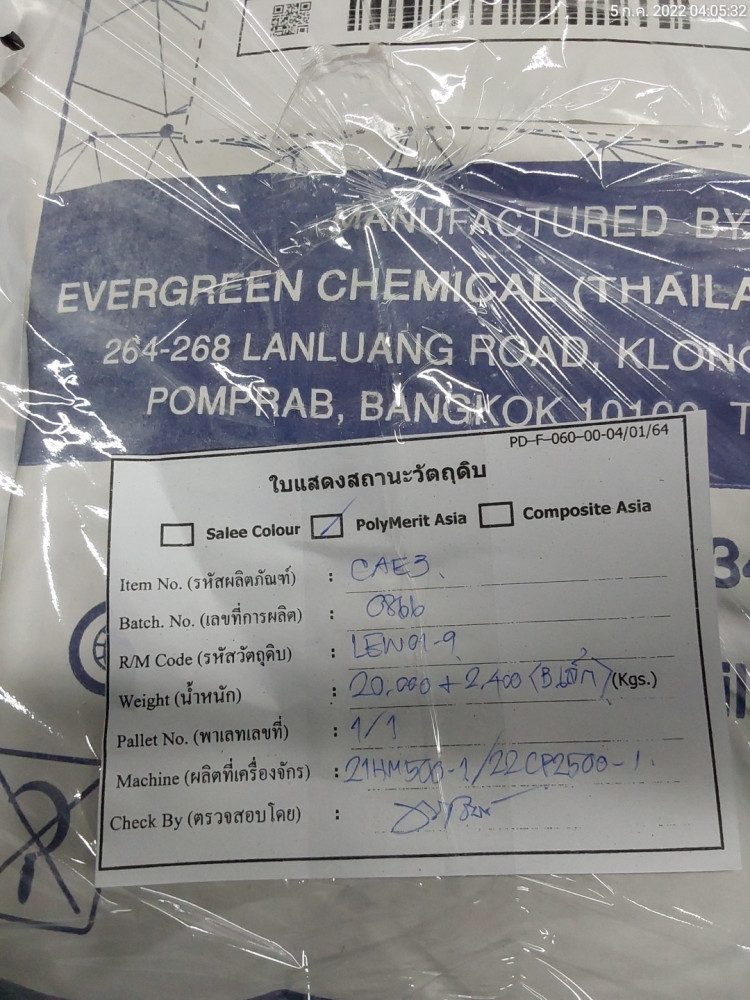 5 ก.ค. 2022 04:05:32
MANUFACTURED BY
EVERGREEN CHEMICAL (THAILA
264-268 LANLUANG ROAD, KLONG
POMPRAB, BANGKOK 10100 T
PD-F-060-00-04/01/64
ใบแสดงสถานะวัตถุดิบ
Salee Colour PolyMerit Asia Composite Asia
Item No. (รหัสผลิตภัณฑ์) : CAE3
Batch. No. (เลขที่การผลิต) : 0866
R/M Code (รหัสวัตถุดิบ) : LEW01-9
Weight (น้ำหนัก) : 20,000 + 2,400 (Kgs.)
Pallet No. (พาเลทเลขที่) : 1/1
Machine (ผลิตที่เครื่องจักร) : 21HM500-1/22CP2500-1
Check By (ตรวจสอบโดย) :